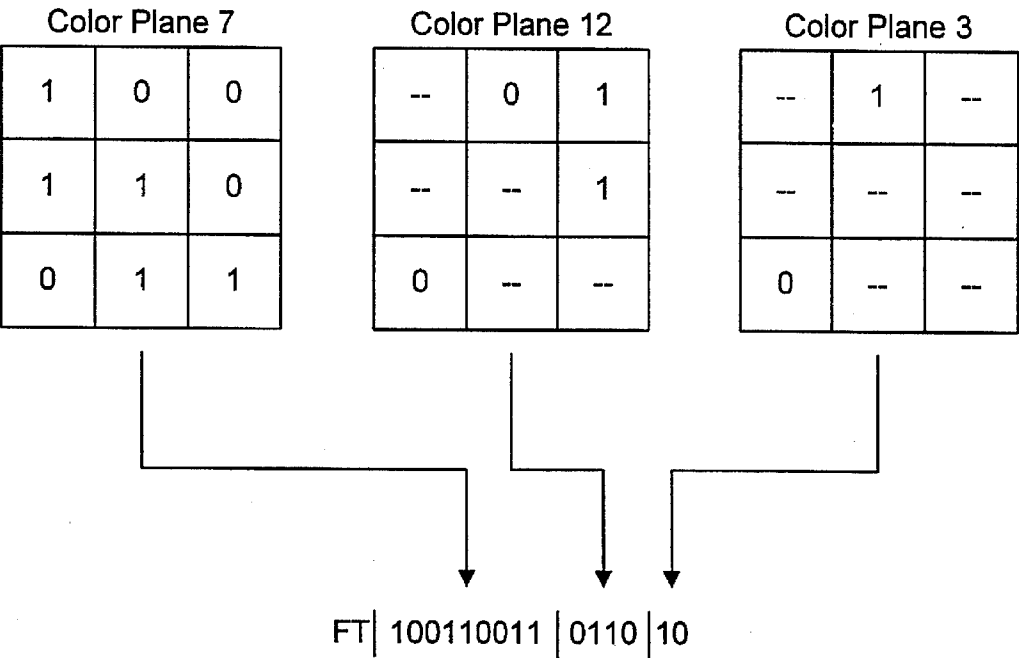 Color Plane 7 Color Plane 12 Color Plane 3
1 0 0 -- 0 1 -- 1 --
1 1 0 -- -- 1 -- -- --
0 1 1 0 -- -- 0 -- --
FT| 100110011 | 0110 | 10